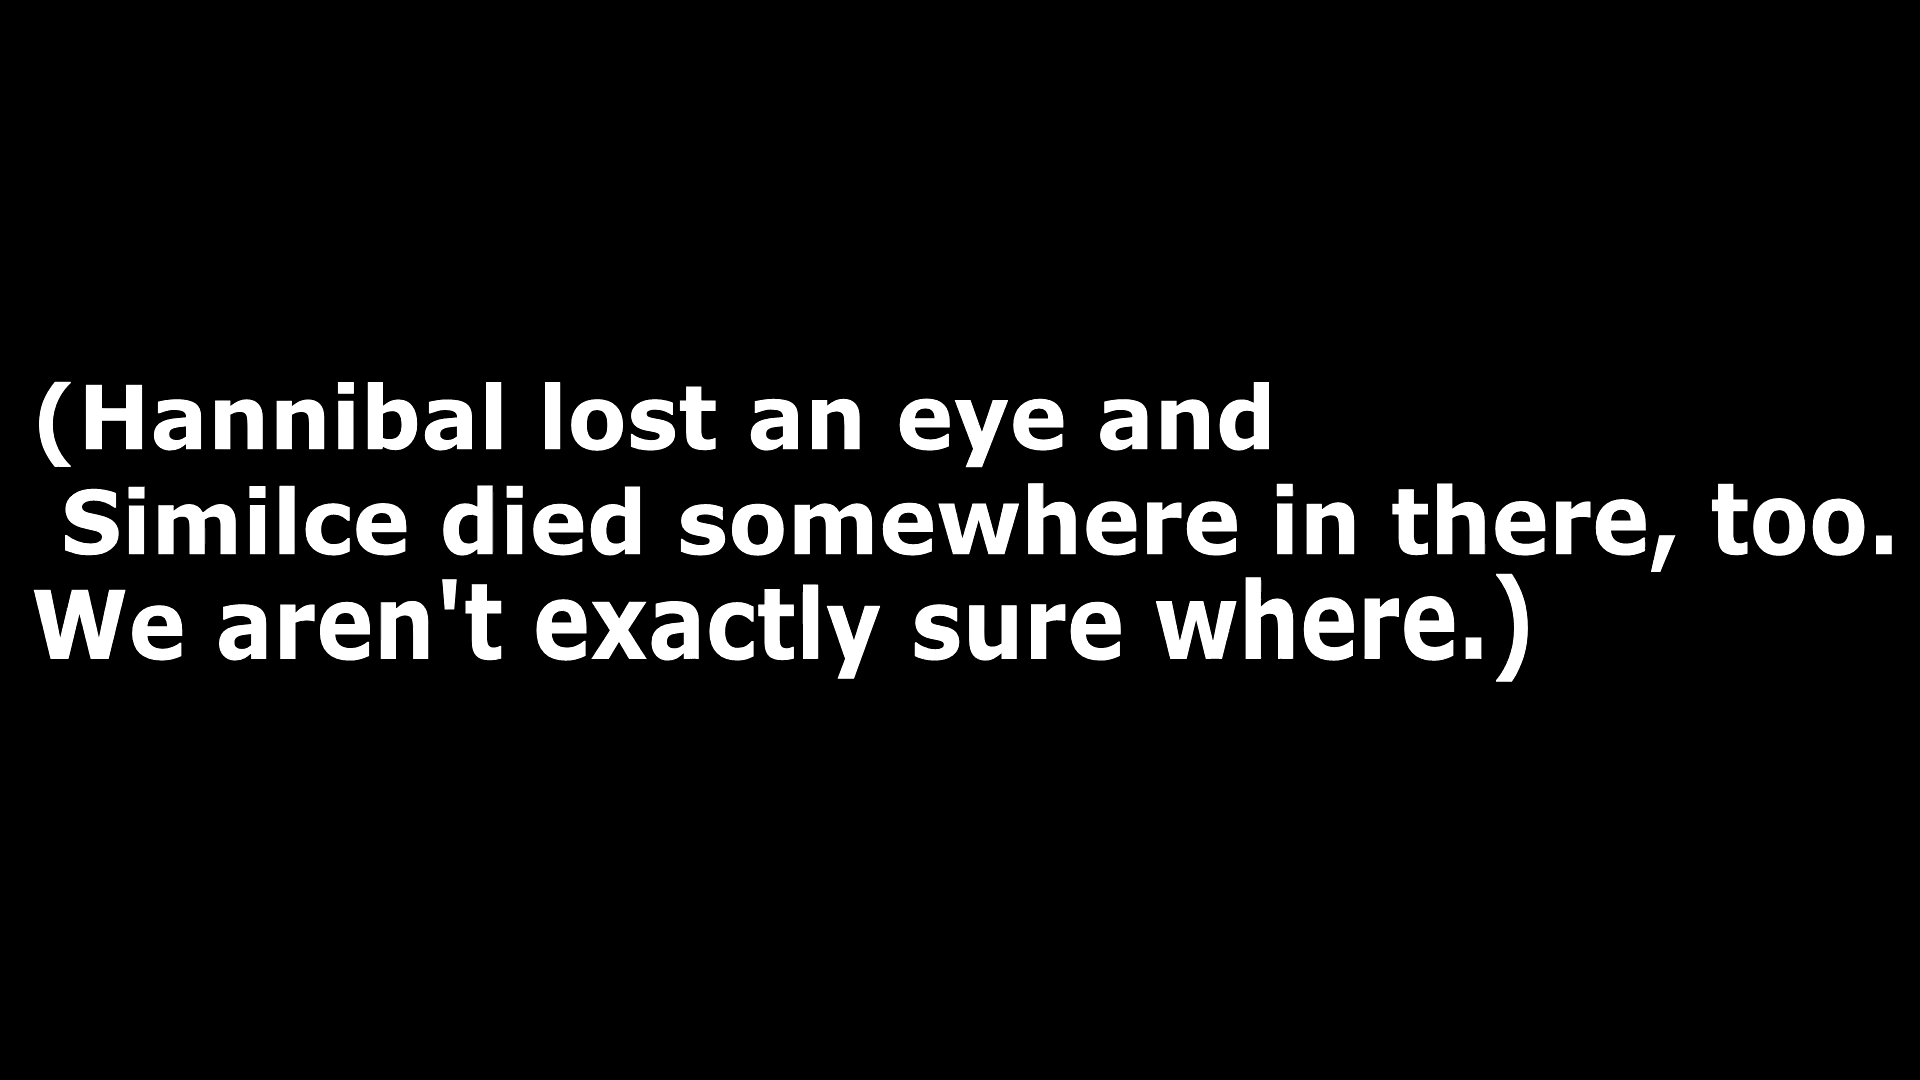 (Hannibal lost an eye and
Similce died somewhere in there, too.
We aren't exactly sure where.)